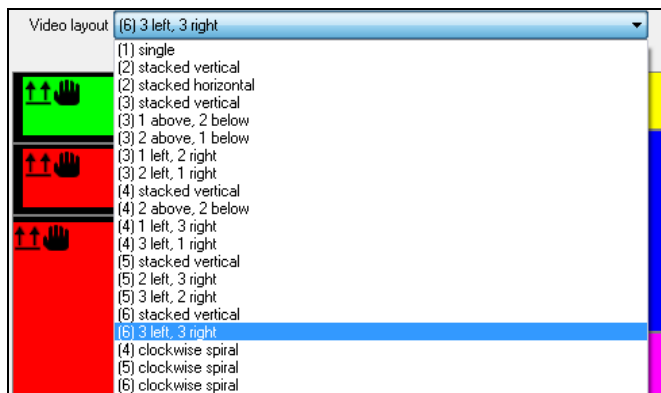 Video layout (6) 3 left, 3 right
(1) single
(2) stacked vertical
(2) stacked horizontal
(3) stacked vertical
(3) 1 above, 2 below
(3) 2 above, 1 below
(3) 1 left, 2 right
(3) 2 left, 1 right
(4) stacked vertical
(4) 2 above, 2 below
(4) 1 left, 3 right
(4) 3 left, 1 right
(5) stacked vertical
(5) 2 left, 3 right
(5) 3 left, 2 right
(6) stacked vertical
(6) 3 left, 3 right
(4) clockwise spiral
(5) clockwise spiral
(6) clockwise spiral